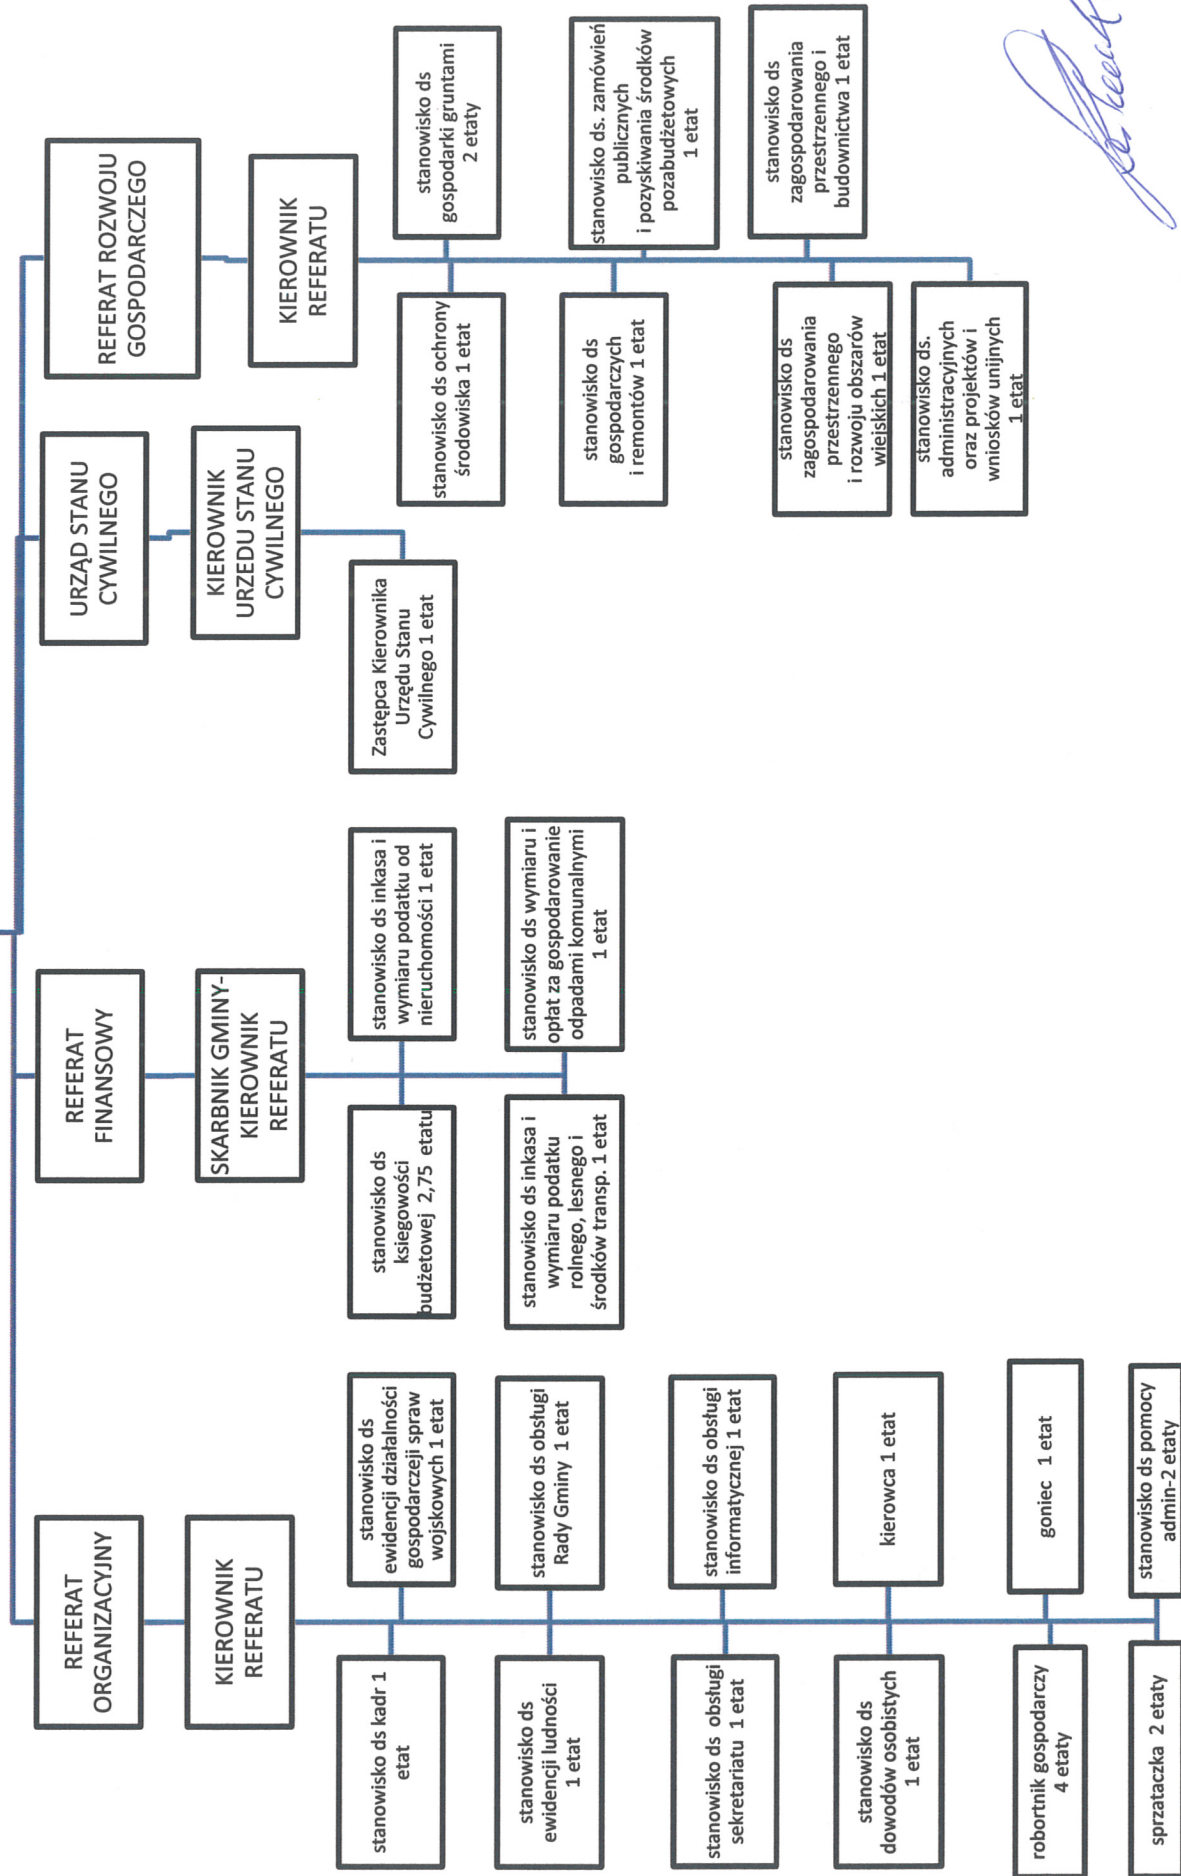 REFERAT
ORGANIZACYJNY
KIEROWNIK
REFERATU
stanowisko ds kadr 1
etat
stanowisko ds
ewidencji działalności
gospodarczeji spraw
wojskowych 1 etat
stanowisko ds
ewidencji ludności
1 etat
stanowisko ds obsługi
Rady Gminy 1 etat
stanowisko ds obsługi
sekretariatu 1 etat
stanowisko ds obsługi
informatycznej 1 etat
stanowisko ds
dowodów osobistych
1 etat
kierowca 1 etat
robortnik gospodarczy
4 etaty
goniec 1 etat
sprzataczka 2 etaty
stanowisko ds pomocy
admin-2 etaty
REFERAT
FINANSOWY
SKARBNIK GMINY-
KIEROWNIK
REFERATU
stanowisko ds
ksiegowości
budżetowej 2,75 etatu
stanowisko ds inkasa i
wymiaru podatku od
nieruchomości 1 etat
stanowisko ds inkasa i
wymiaru podatku
rolnego, lesnego i
środków transp. 1 etat
stanowisko ds wymiaru i
opłat za gospodarowanie
odpadami komunalnymi
1 etat
URZĄD STANU
CYWILNEGO
KIEROWNIK
URZEDU STANU
CYWILNEGO
Zastępca Kierownika
Urzędu Stanu
Cywilnego 1 etat
REFERAT ROZWOJU
GOSPODARCZEGO
KIEROWNIK
REFERATU
stanowisko ds ochrony
środowiska 1 etat
stanowisko ds
gospodarki gruntami
2 etaty
stanowisko ds
gospodarczych
i remontów 1 etat
stanowisko ds. zamówień
publicznych
i pozyskiwania środków
pozabudżetowych
1 etat
stanowisko ds
zagospodarowania
przestrzennego
i rozwoju obszarów
wiejskich 1 etat
stanowisko ds
zagospodarowania
przestrzennego i
budownictwa 1 etat
stanowisko ds.
administracyjnych
oraz projektów i
wniosków unijnych
1 etat